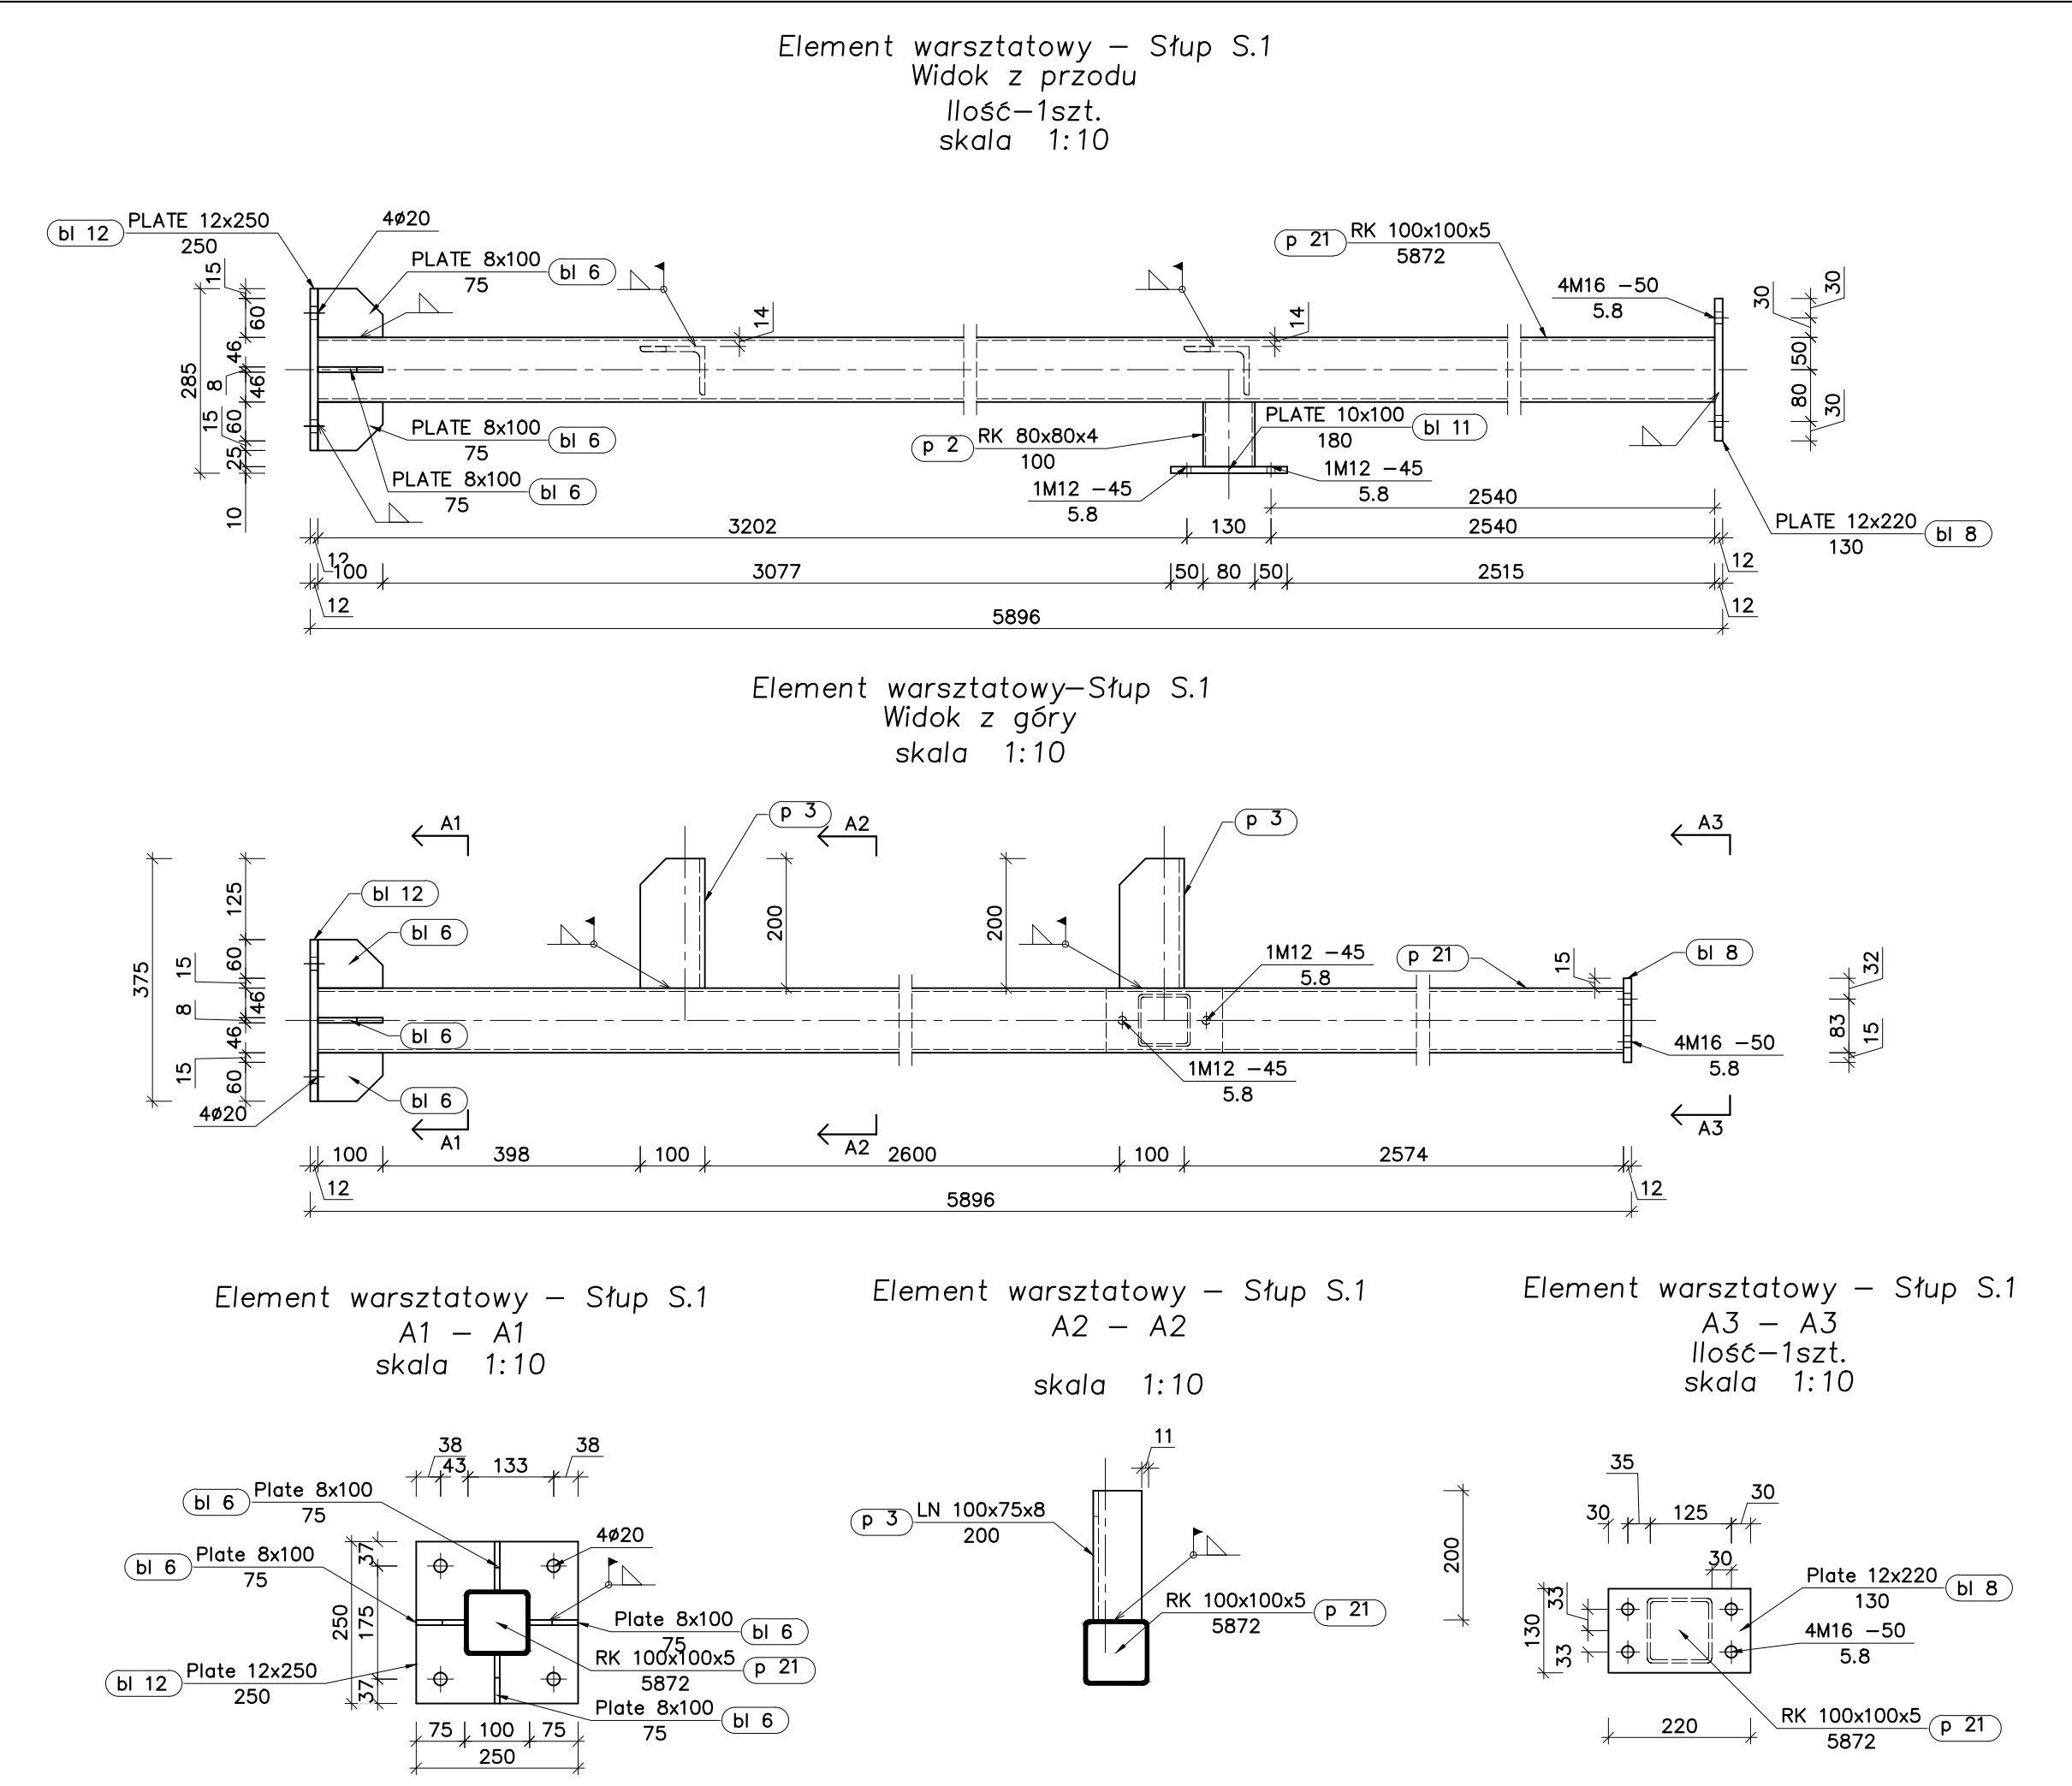 Element warsztatowy – Słup S.1
Widok z przodu
Ilość–1szt.
skala 1:10
bl 12
PLATE 12x250
250
4ø20
PLATE 8x100
75
bl 6
p 21
RK 100x100x5
5872
4M16 –50
5.8
14
14
30
30
50
80
30
15
60
46
8
46
15
60
25
10
285
PLATE 8x100
75
bl 6
PLATE 8x100
75
bl 6
p 2
RK 80x80x4
100
PLATE 10x100
180
bl 11
1M12 –45
5.8
1M12 –45
5.8
2540
PLATE 12x220
130
bl 8
3202
130
2540
12
12
100
3077
50
80
50
2515
12
12
5896
Element warsztatowy–Słup S.1
Widok z góry
skala 1:10
A1
A2
A3
p 3
p 3
bl 12
bl 6
125
60
15
46
8
46
15
60
375
200
200
1M12 –45
5.8
p 21
15
bl 8
32
83
15
bl 6
4M16 –50
5.8
1M12 –45
5.8
bl 6
4ø20
A1
A2
A3
100
398
100
2600
100
2574
12
12
5896
Element warsztatowy – Słup S.1
A1 – A1
skala 1:10
38
43
133
38
bl 6
Plate 8x100
75
4ø20
bl 6
Plate 8x100
75
37
175
37
250
Plate 8x100
75
bl 6
RK 100x100x5
5872
p 21
bl 12
Plate 12x250
250
Plate 8x100
75
bl 6
75
100
75
250
Element warsztatowy – Słup S.1
A2 – A2
skala 1:10
11
p 3
LN 100x75x8
200
200
RK 100x100x5
5872
p 21
Element warsztatowy – Słup S.1
A3 – A3
Ilość–1szt.
skala 1:10
35
30
125
30
30
33
33
130
Plate 12x220
130
bl 8
4M16 –50
5.8
RK 100x100x5
5872
p 21
220